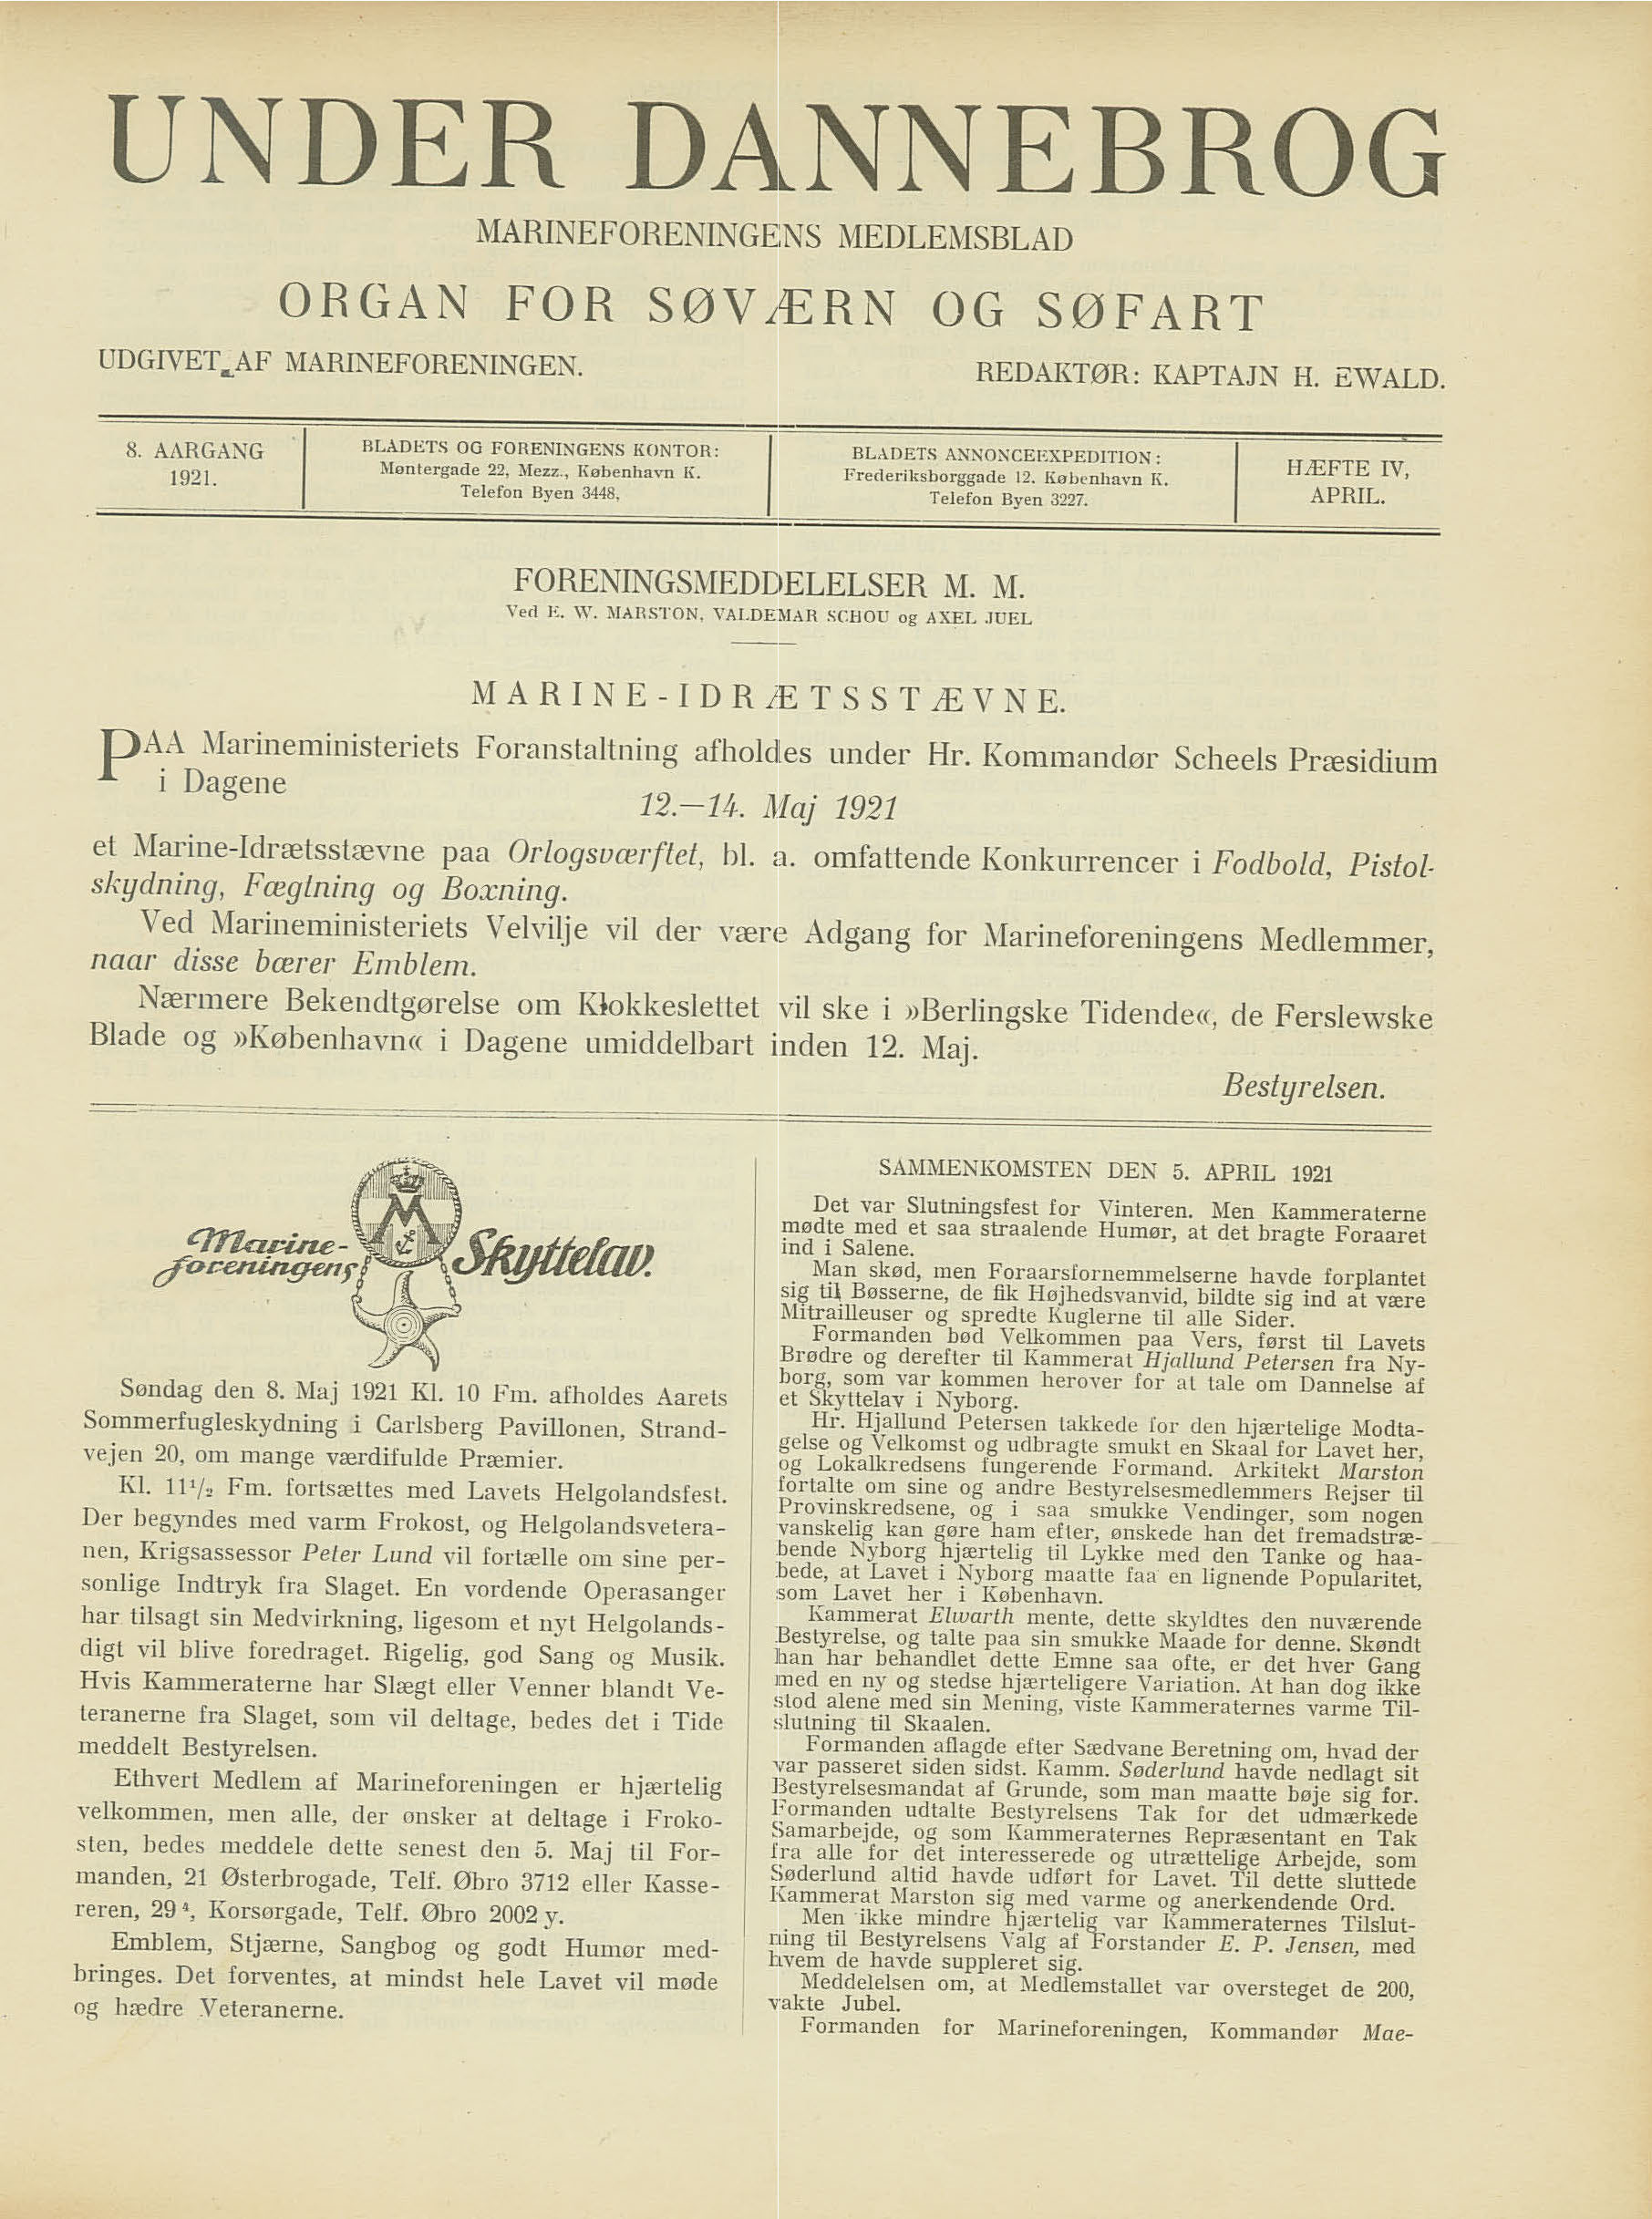 UNDER DANNEBROG
MARINEFORENINGENS MEDLEMSBLAD
ORGAN FOR SØVÆRN OG SØFART
UDGIVET AF MARINEFORENINGEN.
REDAKTØR: KAPTAJN H. EWALD.
8. AARGANG
1921.
BLADETS OG FORENINGENS KONTOR:
Møntergade 22, Mezz., København K.
Telefon Byen 3448,
BLADETS ANNONCEEXPEDITION:
Frederiksborggade 12. København K.
Telefon Byen 3227.
HÆFTE IV,
APRIL.
FORENINGSMEDDELELSER M. M.
Ved E. W. MARSTON, VALDEMAR SCHOU og AXEL JUEL
MARINE-IDRÆTSSTÆVNE.
PAA Marineministeriets Foranstaltning afholdes under Hr. Kommandør Scheels Præsidium
i Dagene
12.—14. Maj 1921
et Marine-Idrætsstævne paa Orlogsværftet, bl. a. omfattende Konkurrencer i Fodbold, Pistol-
skydning, Fægtning og Boxning.
Ved Marineministeriets Velvilje vil der være Adgang for Marineforeningens Medlemmer,
naar disse bærer Emblem.
Nærmere Bekendtgørelse om Klokkeslettet vil ske i »Berlingske Tidende«, de Ferslewske
Blade og »København« i Dagene umiddelbart inden 12. Maj.
Bestyrelsen.
Marine-
foreningens
M
Skyttelav.
Søndag den 8. Maj 1921 Kl. 10 Fm. afholdes Aarets
Sommerfugleskydning i Carlsberg Pavillonen, Strand-
vejen 20, om mange værdifulde Præmier.
Kl. 11¹/₂ Fm. fortsættes med Lavets Helgolandsfest.
Der begyndes med varm Frokost, og Helgolandsvetera-
nen, Krigsassessor Peter Lund vil fortælle om sine per-
sonlige Indtryk fra Slaget. En vordende Operasanger
har tilsagt sin Medvirkning, ligesom et nyt Helgolands-
digt vil blive foredraget. Rigelig, god Sang og Musik.
Hvis Kammeraterne har Slægt eller Venner blandt Ve-
teranerne fra Slaget, som vil deltage, bedes det i Tide
meddelt Bestyrelsen.
Ethvert Medlem af Marineforeningen er hjærtelig
velkommen, men alle, der ønsker at deltage i Froko-
sten, bedes meddele dette senest den 5. Maj til For-
manden, 21 Østerbrogade, Telf. Øbro 3712 eller Kasse-
reren, 29⁴, Korsørgade, Telf. Øbro 2002 y.
Emblem, Stjærne, Sangbog og godt Humør med-
bringes. Det forventes, at mindst hele Lavet vil møde
og hædre Veteranerne.
SAMMENKOMSTEN DEN 5. APRIL 1921
Det var Slutningsfest for Vinteren. Men Kammeraterne
mødte med et saa straalende Humør, at det bragte Foraaret
ind i Salene.
Man skød, men Foraarsfornemmelserne havde forplantet
sig til Bøsserne, de fik Højhedsvanvid, bildte sig ind at være
Mitrailleuser og spredte Kuglerne til alle Sider.
Formanden bød Velkommen paa Vers, først til Lavets
Brødre og derefter til Kammerat Hjallund Petersen fra Ny-
borg, som var kommen herover for at tale om Dannelse af
et Skyttelav i Nyborg.
Hr. Hjallund Petersen takkede for den hjærtelige Modta-
gelse og Velkomst og udbragte smukt en Skaal for Lavet her,
og Lokalkredsens fungerende Formand. Arkitekt Marston
fortalte om sine og andre Bestyrelsesmedlemmers Rejser til
Provinskredsene, og i saa smukke Vendinger, som nogen
vanskelig kan gøre ham efter, ønskede han det fremadstræ-
bende Nyborg hjærtelig til Lykke med den Tanke og haa-
bede, at Lavet i Nyborg maatte faa en lignende Popularitet,
som Lavet her i København.
Kammerat Elwarth mente, dette skyldtes den nuværende
Bestyrelse, og talte paa sin smukke Maade for denne. Skøndt
han har behandlet dette Emne saa ofte, er det hver Gang
med en ny og stedse hjærteligere Variation. At han dog ikke
stod alene med sin Mening, viste Kammeraternes varme Til-
slutning til Skaalen.
Formanden aflagde efter Sædvane Beretning om, hvad der
var passeret siden sidst. Kamm. Søderlund havde nedlagt sit
Bestyrelsesmandat af Grunde, som man maatte bøje sig for.
Formanden udtalte Bestyrelsens Tak for det udmærkede
Samarbejde, og som Kammeraternes Repræsentant en Tak
fra alle for det interesserede og utrættelige Arbejde, som
Søderlund altid havde udført for Lavet. Til dette sluttede
Kammerat Marston sig med varme og anerkendende Ord.
Men ikke mindre hjærtelig var Kammeraternes Tilslut-
ning til Bestyrelsens Valg af Forstander E. P. Jensen, med
hvem de havde suppleret sig.
Meddelelsen om, at Medlemstallet var oversteget de 200,
vakte Jubel.
Formanden for Marineforeningen, Kommandør Mae-